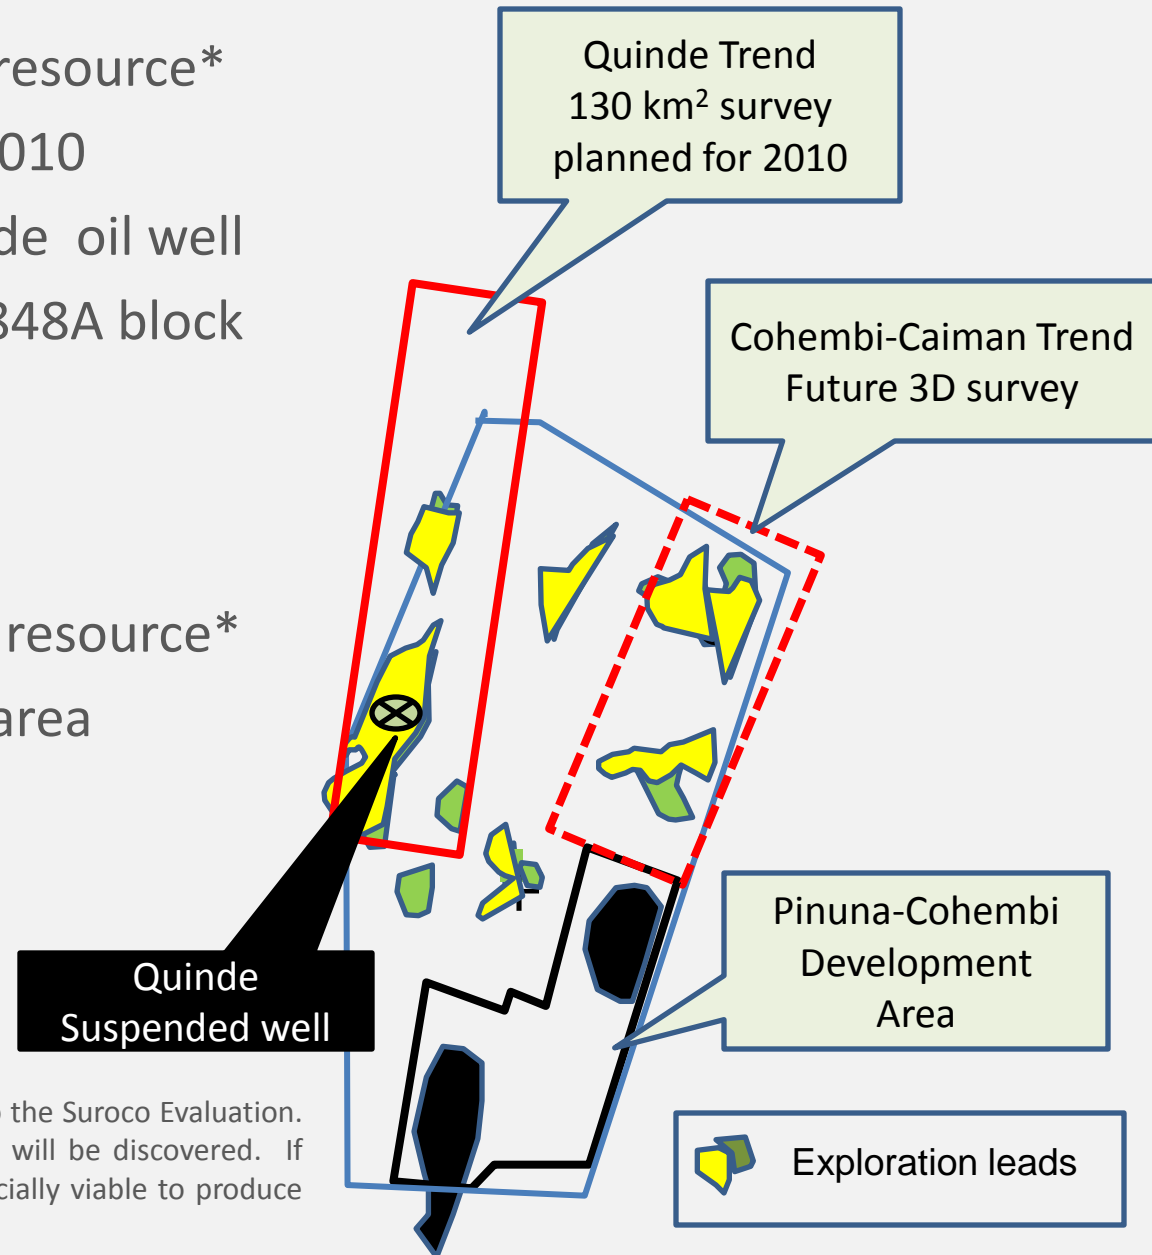 resource*
010
de oil well
848A block
resource*
area
Quinde Trend
130 km² survey
planned for 2010
Cohembi-Caiman Trend
Future 3D survey
Quinde
Suspended well
Pinuna-Cohembi
Development
Area
the Suroco Evaluation.
will be discovered. If
cially viable to produce
Exploration leads